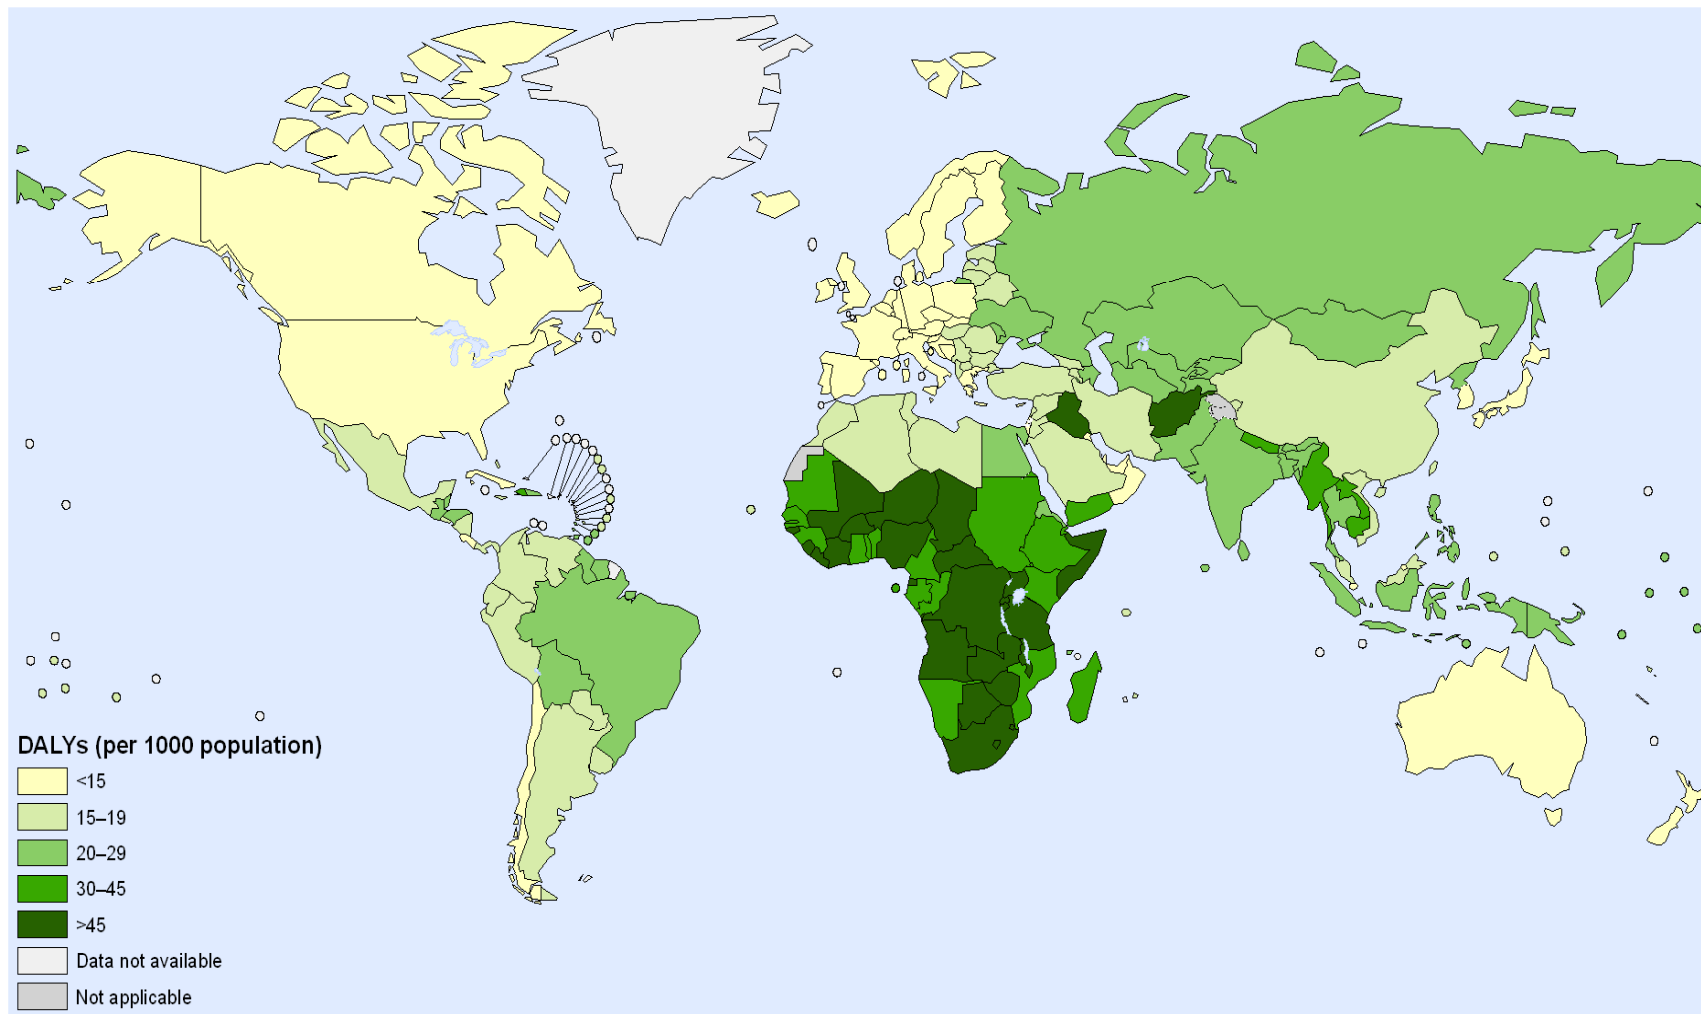 DALYs (per 1000 population)
<15
15–19
20–29
30–45
>45
Data not available
Not applicable